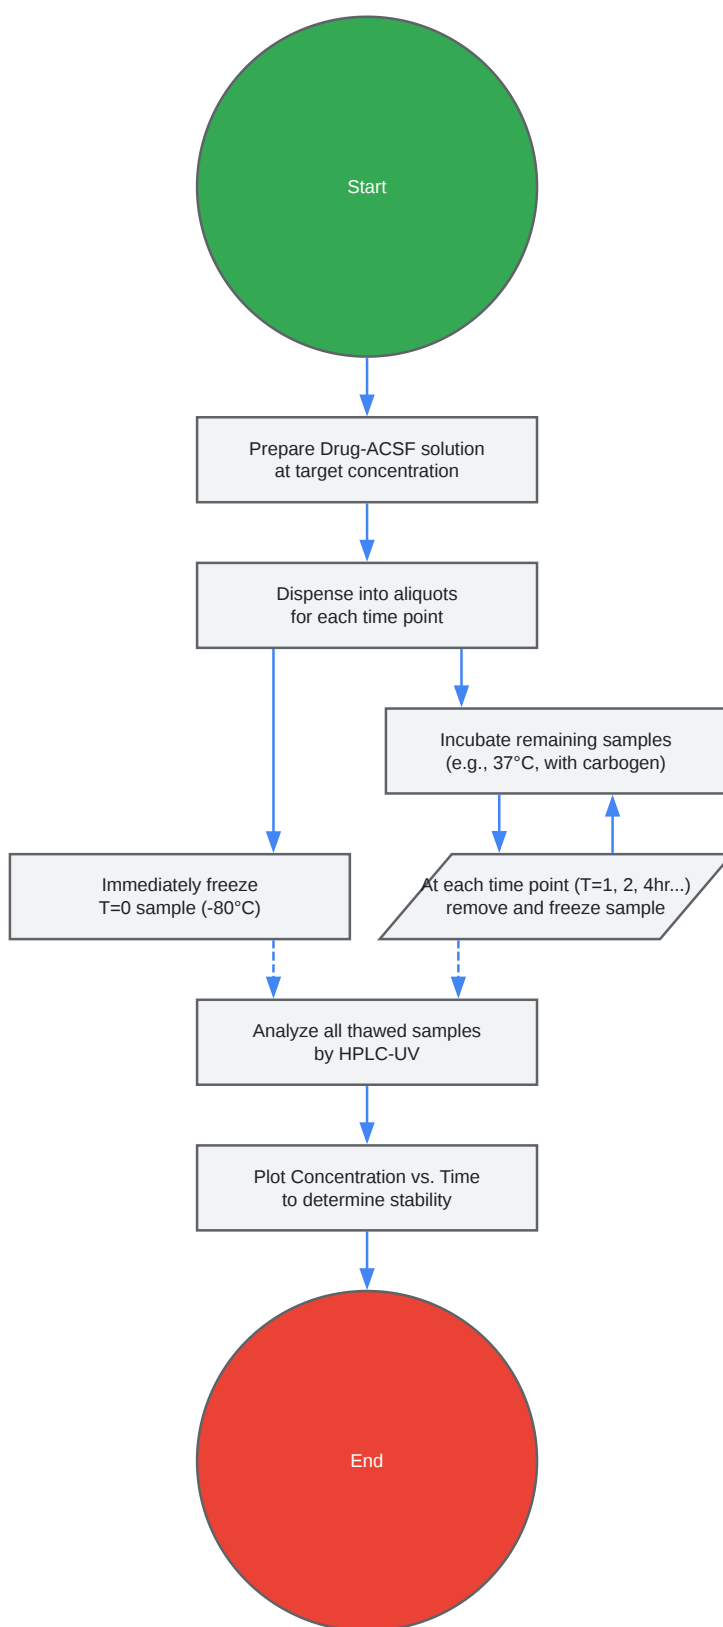 Start
Prepare Drug-ACSF solution
at target concentration
Dispense into aliquots
for each time point
Incubate remaining samples
(e.g., 37°C, with carbogen)
Immediately freeze
T=0 sample (-80°C)
At each time point (T=1, 2, 4hr...)
remove and freeze sample
Analyze all thawed samples
by HPLC-UV
Plot Concentration vs. Time
to determine stability
End